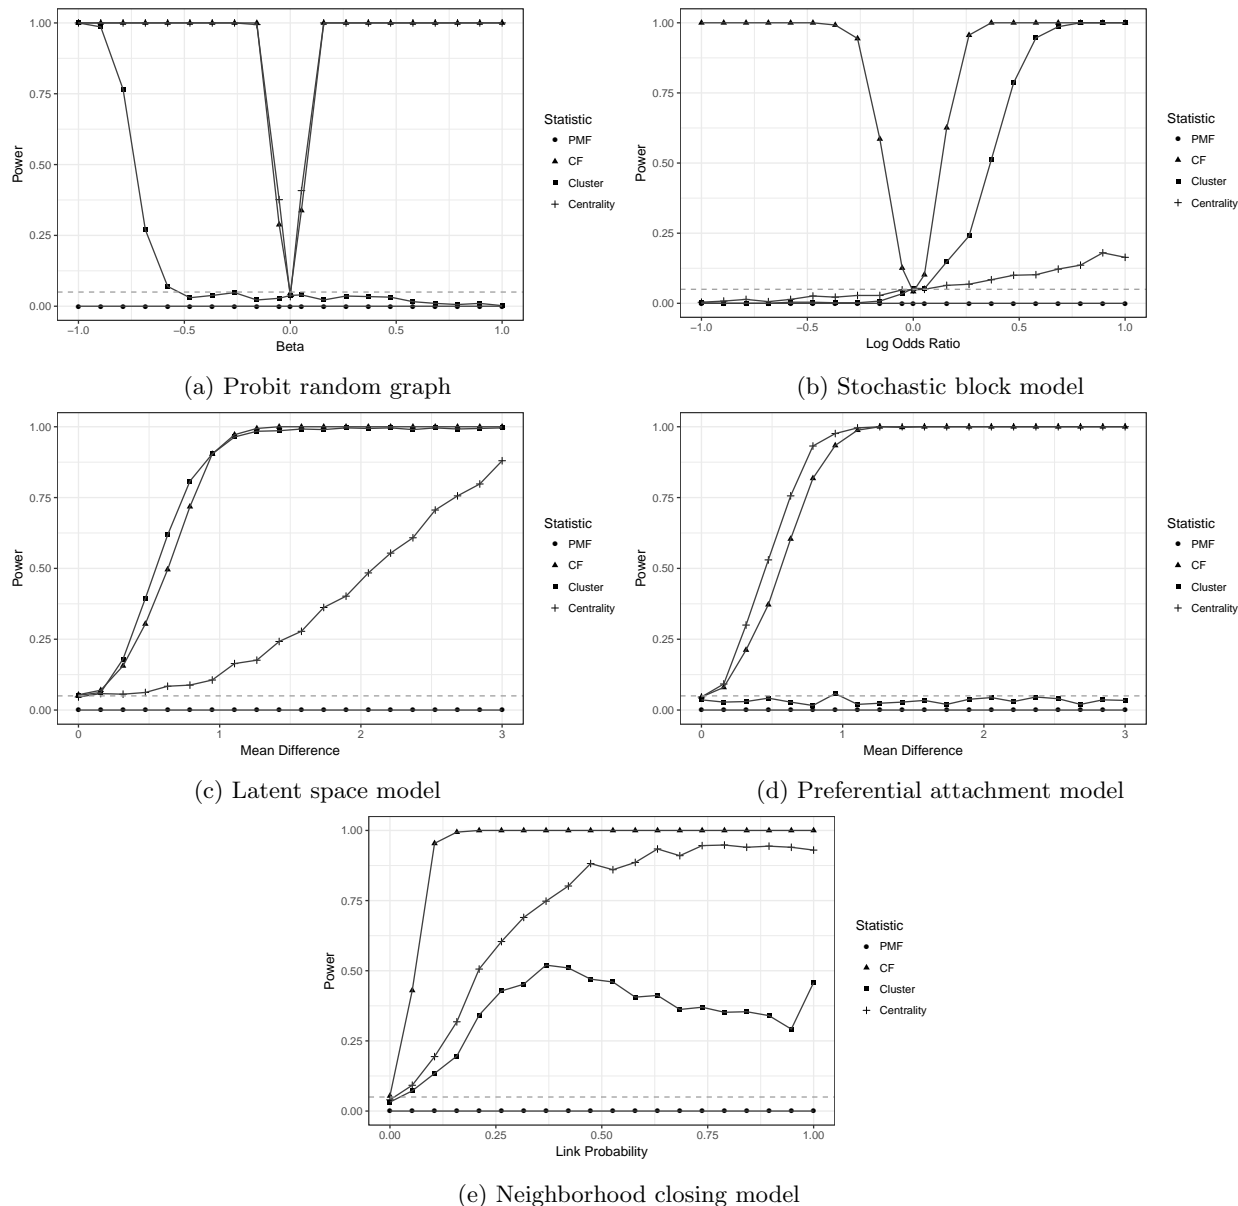 1.00
0.75
0.50
0.25
0.00
Power
−1.0
−0.5
0.0
0.5
1.0
Beta
Statistic
PMF
CF
Cluster
Centrality
(a) Probit random graph
1.00
0.75
0.50
0.25
0.00
Power
−1.0
−0.5
0.0
0.5
1.0
Log Odds Ratio
Statistic
PMF
CF
Cluster
Centrality
(b) Stochastic block model
1.00
0.75
0.50
0.25
0.00
Power
0
1
2
3
Mean Difference
Statistic
PMF
CF
Cluster
Centrality
(c) Latent space model
1.00
0.75
0.50
0.25
0.00
Power
0
1
2
3
Mean Difference
Statistic
PMF
CF
Cluster
Centrality
(d) Preferential attachment model
1.00
0.75
0.50
0.25
0.00
Power
0.00
0.25
0.50
0.75
1.00
Link Probability
Statistic
PMF
CF
Cluster
Centrality
(e) Neighborhood closing model